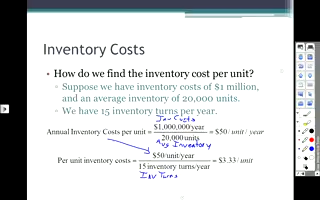 Inventory Costs
• How do we find the inventory cost per unit?
▫ Suppose we have inventory costs of $1 million,
and an average inventory of 20,000 units.
▫ We have 15 inventory turns per year.
Inv Costs
Annual Inventory Costs per unit = $1,000,000/year / 20,000 units = $50/unit/year
Avg Inventory
Per unit inventory costs = $50/unit/year / 15 inventory turns/year = $3.33/unit
Inv Turns